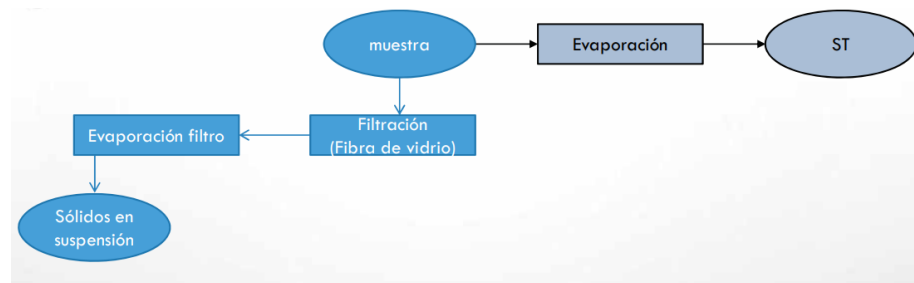 muestra
Evaporación
ST
Filtración
(Fibra de vidrio)
Evaporación filtro
Sólidos en
suspensión